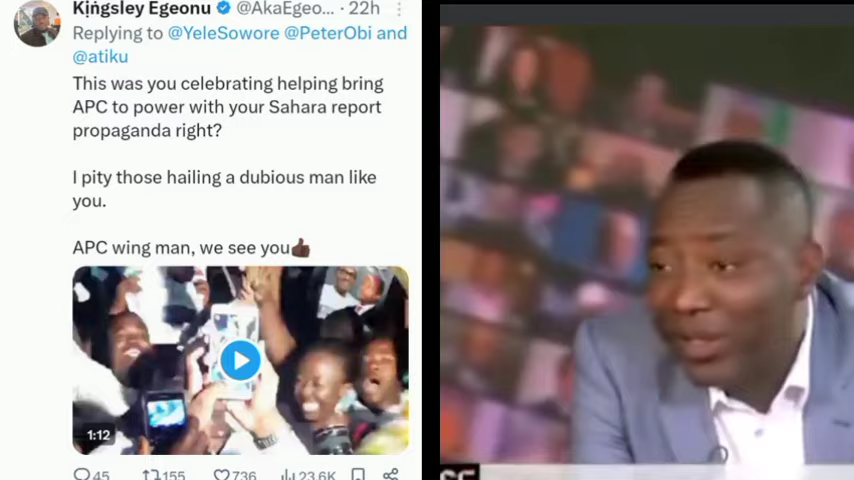 Kịngsley Egeonu @AkaEgeo... · 22h
Replying to @YeleSowore @PeterObi and
@atiku
This was you celebrating helping bring
APC to power with your Sahara report
propaganda right?
I pity those hailing a dubious man like
you.
APC wing man, we see you
1:12
45 155 736 23.6K